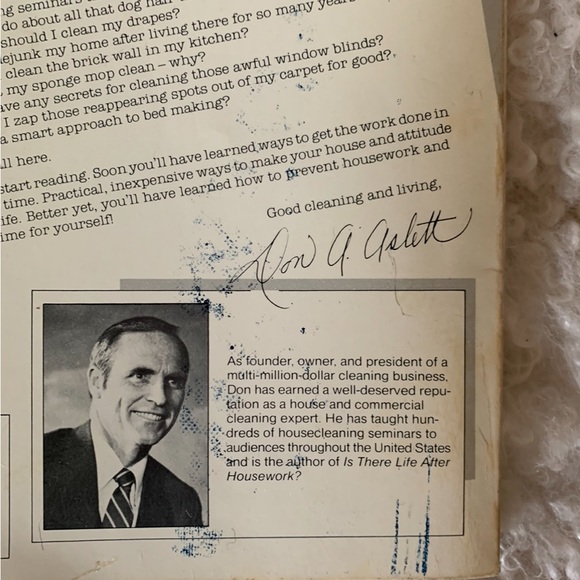 ng seminars
do about all that dog hair
should I clean my drapes?
ejunk my home after living there for so many years
clean the brick wall in my kitchen?
my sponge mop clean – why?
ave any secrets for cleaning those awful window blinds?
I zap those reappearing spots out of my carpet for good?
a smart approach to bed making?
ll here.
start reading. Soon you'll have learned ways to get the work done in
time. Practical, inexpensive ways to make your house and attitude
ife. Better yet, you'll have learned how to prevent housework and
ime for yourself!
Good cleaning and living,
Don A. Aslett
As founder, owner, and president of a
multi-million-dollar cleaning business,
Don has earned a well-deserved repu-
tation as a house and commercial
cleaning expert. He has taught hun-
dreds of housecleaning seminars to
audiences throughout the United States
and is the author of Is There Life After
Housework?